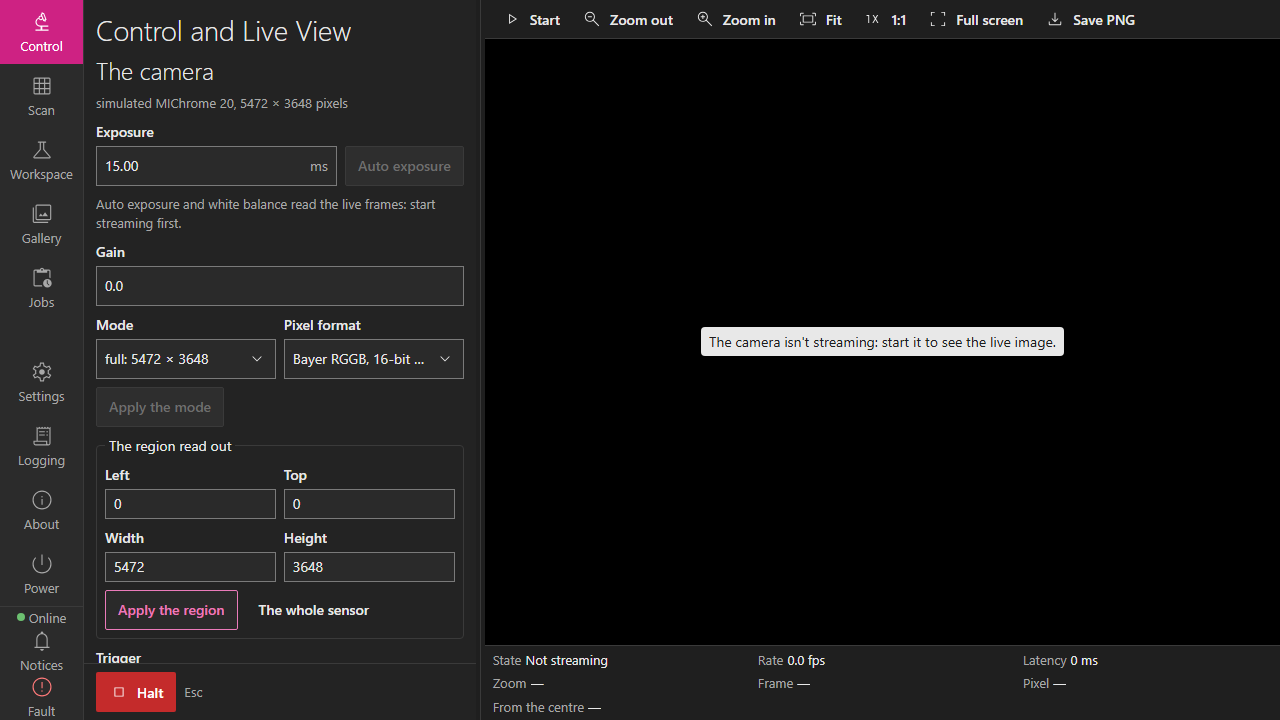 Control
Scan
Workspace
Gallery
Jobs
Settings
Logging
About
Power
Online
Notices
Fault
Control and Live View
The camera
simulated MIChrome 20, 5472 × 3648 pixels
Exposure
15.00 ms
Auto exposure
Auto exposure and white balance read the live frames: start
streaming first.
Gain
0.0
Mode
Pixel format
full: 5472 × 3648
Bayer RGGB, 16-bit ...
Apply the mode
The region read out
Left
Top
0
0
Width
Height
5472
3648
Apply the region
The whole sensor
Trigger
Halt
Esc
Start
Zoom out
Zoom in
Fit
1X 1:1
Full screen
Save PNG
The camera isn't streaming: start it to see the live image.
State Not streaming
Rate 0.0 fps
Latency 0 ms
Zoom —
Frame —
Pixel —
From the centre —